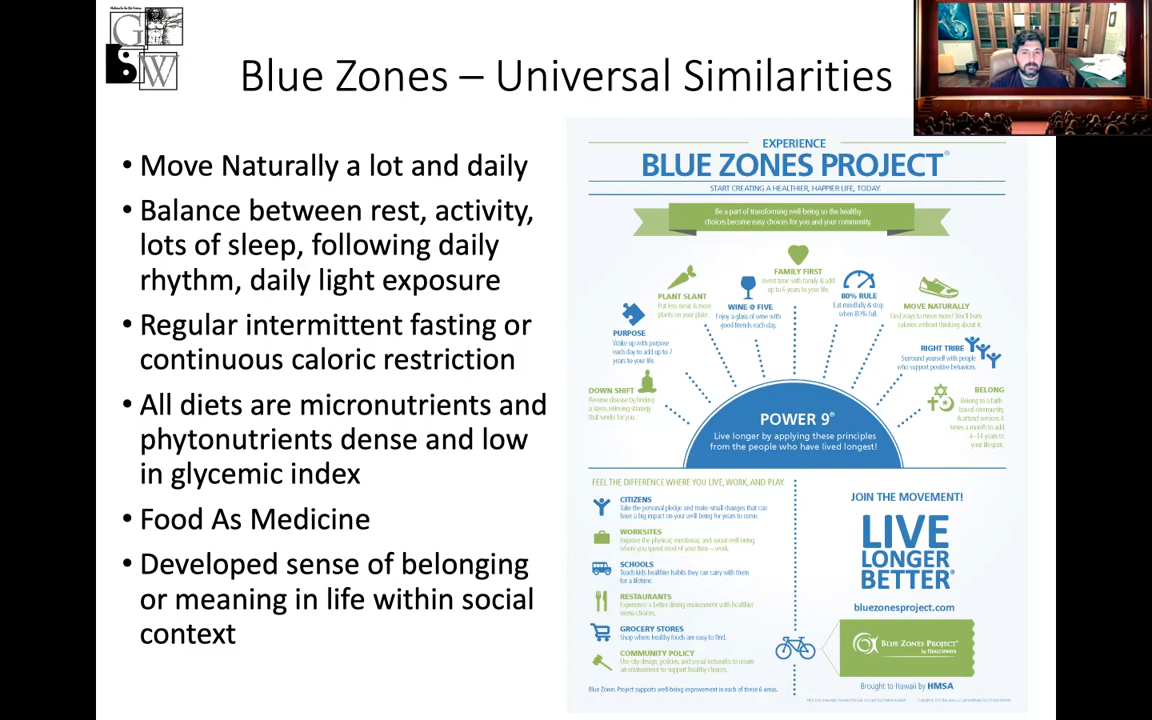 G
W
Blue Zones – Universal Similarities
• Move Naturally a lot and daily
• Balance between rest, activity,
lots of sleep, following daily
rhythm, daily light exposure
• Regular intermittent fasting or
continuous caloric restriction
• All diets are micronutrients and
phytonutrients dense and low
in glycemic index
• Food As Medicine
• Developed sense of belonging
or meaning in life within social
context
EXPERIENCE
BLUE ZONES PROJECT®
START CREATING A HEALTHIER, HAPPIER LIFE, TODAY.
Be a part of transforming well-being so the healthy
choices become easy choices for you and your community.
FAMILY FIRST
Invest time with family & add
up to 6 years to your life.
PLANT SLANT
Put less meat & more
plants on your plate.
WINE @ FIVE
Enjoy a glass of wine with
good friends each day.
80% RULE
Eat mindfully & stop
when 80% full.
MOVE NATURALLY
Find ways to move more! You'll burn
calories without thinking about it.
PURPOSE
Wake up with purpose
each day to add up to 7
years to your life.
RIGHT TRIBE
Surround yourself with people
who support positive behaviors.
DOWN SHIFT
Reverse disease by finding
a stress relieving strategy
that works for you.
BELONG
Belong to a faith-
based community
& attend services 4
times a month to add
4–14 years to
your lifespan.
POWER 9®
Live longer by applying these principles
from the people who have lived longest!
FEEL THE DIFFERENCE WHERE YOU LIVE, WORK, AND PLAY.
CITIZENS
Take the personal pledge and make small changes that can
have a big impact on your well-being for years to come.
WORKSITES
Improve the physical, emotional, and social well-being
where you spend most of your time—work.
SCHOOLS
Teach kids healthier habits they can carry with them
for a lifetime.
RESTAURANTS
Experience a better dining environment with healthier
menu choices.
GROCERY STORES
Shop where healthy foods are easy to find.
COMMUNITY POLICY
Use city design, policies, and social networks to create
an environment to support healthy choices.
Blue Zones Project supports well-being improvement in each of these 6 areas.
JOIN THE MOVEMENT!
LIVE
LONGER
BETTER®
bluezonesproject.com
BLUE ZONES PROJECT®
by HEALTHWAYS
Brought to Hawaii by HMSA